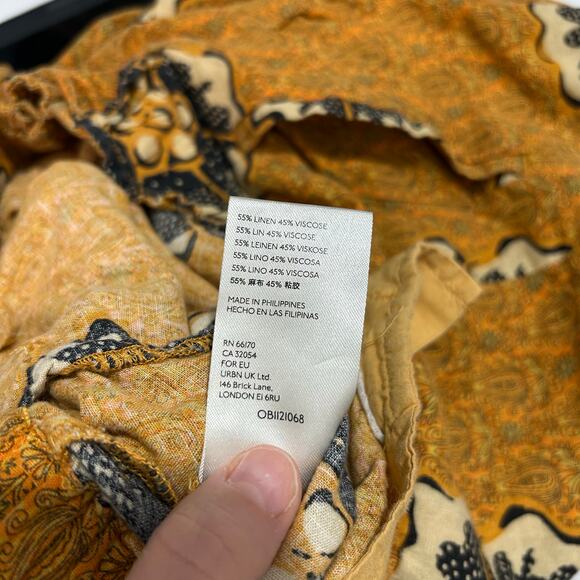 55% LINEN 45% VISCOSE
55% LIN 45% VISCOSE
55% LEINEN 45% VISKOSE
55% LINO 45% VISCOSA
55% LINO 45% VISCOSA
55% 麻布 45% 粘胶
MADE IN PHILIPPINES
HECHO EN LAS FILIPINAS
RN 66170
CA 32054
FOR EU
URBN UK Ltd.
146 Brick Lane,
LONDON E1 6RU
OB1121068